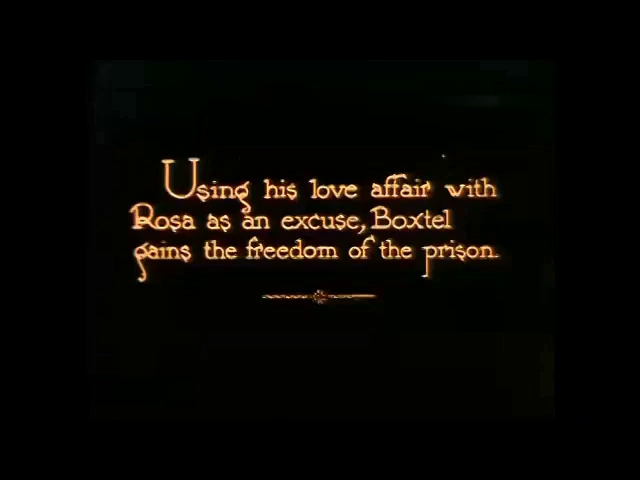 Using his love affair with
Rosa as an excuse, Boxtel
gains the freedom of the prison.